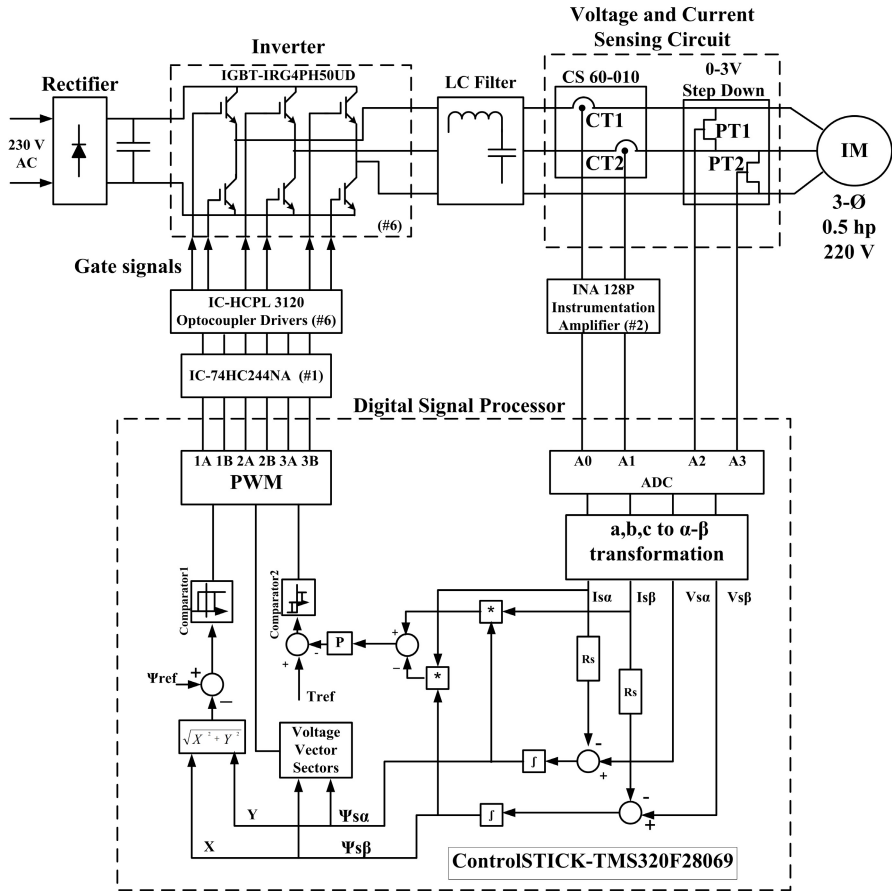 Voltage and Current
Sensing Circuit
Inverter
IGBT-IRG4PH50UD
Rectifier
LC Filter
CS 60-010
0-3V
Step Down
CT1
PT1
230 V
AC
CT2
PT2
IM
(#6)
3-Ø
0.5 hp
220 V
Gate signals
IC-HCPL 3120
Optocoupler Drivers (#6)
INA 128P
Instrumentation
Amplifier (#2)
IC-74HC244NA (#1)
Digital Signal Processor
1A 1B 2A 2B 3A 3B
PWM
A0 A1 A2 A3
ADC
a,b,c to α-β
transformation
Isα Isβ Vsα Vsβ
Comparator1
Comparator2
*
+
P
-
+
−
*
Rs
Rs
Ψref
+
−
Tref
√X² + Y²
Voltage
Vector
Sectors
∫
-
+
Y
Ψsα
∫
-
+
X
Ψsβ
ControlSTICK-TMS320F28069